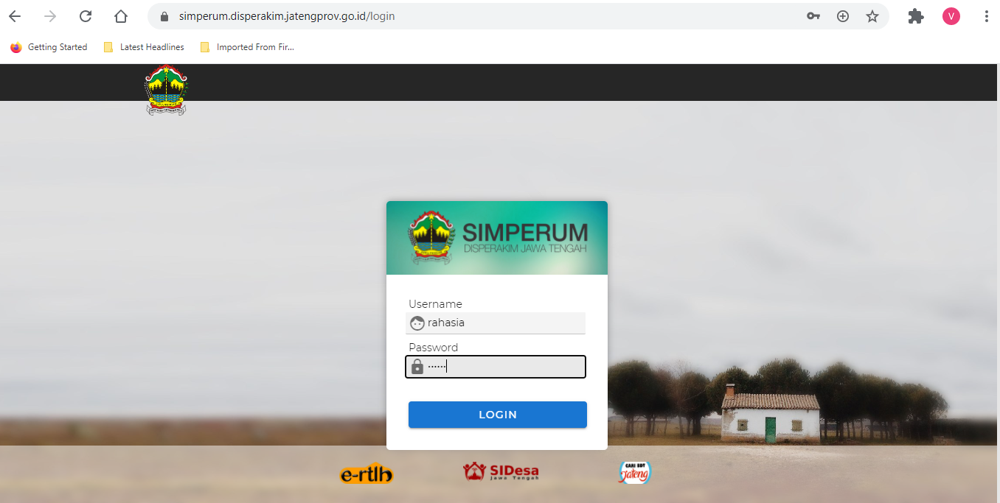 simperum.disperakim.jatengprov.go.id/login
V
Getting Started
Latest Headlines
Imported From Fir...
SIMPERUM
DISPERAKIM JAWA TENGAH
Username
rahasia
Password
······
LOGIN
e-rtlh
SIDesa
Jawa Tengah
CARI BDT
Jateng